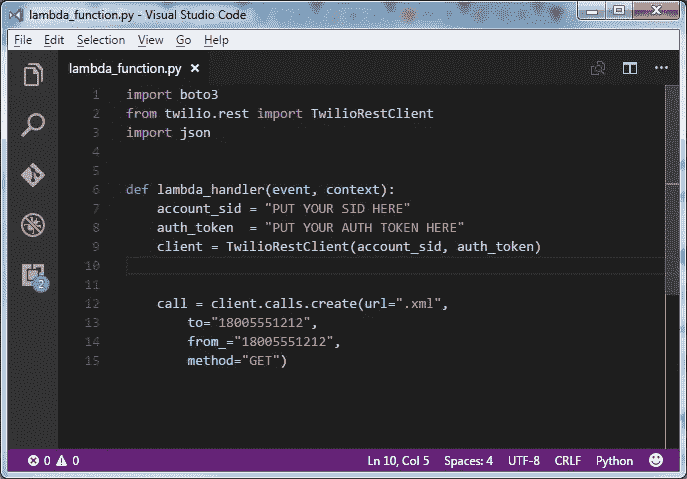 lambda_function.py - Visual Studio Code
File Edit Selection View Go Help
lambda_function.py
1 import boto3
2 from twilio.rest import TwilioRestClient
3 import json
4
5
6 def lambda_handler(event, context):
7     account_sid = "PUT YOUR SID HERE"
8     auth_token  = "PUT YOUR AUTH TOKEN HERE"
9     client = TwilioRestClient(account_sid, auth_token)
10
11
12     call = client.calls.create(url=".xml",
13         to="18005551212",
14         from_="18005551212",
15         method="GET")
2
0 0 Ln 10, Col 5 Spaces: 4 UTF-8 CRLF Python